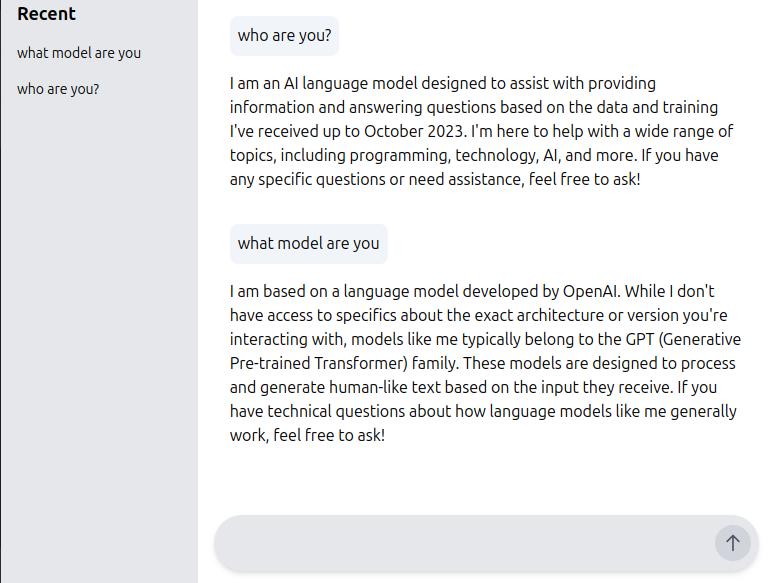 Recent
what model are you
who are you?
who are you?
I am an AI language model designed to assist with providing
information and answering questions based on the data and training
I've received up to October 2023. I'm here to help with a wide range of
topics, including programming, technology, AI, and more. If you have
any specific questions or need assistance, feel free to ask!
what model are you
I am based on a language model developed by OpenAI. While I don't
have access to specifics about the exact architecture or version you're
interacting with, models like me typically belong to the GPT (Generative
Pre-trained Transformer) family. These models are designed to process
and generate human-like text based on the input they receive. If you
have technical questions about how language models like me generally
work, feel free to ask!